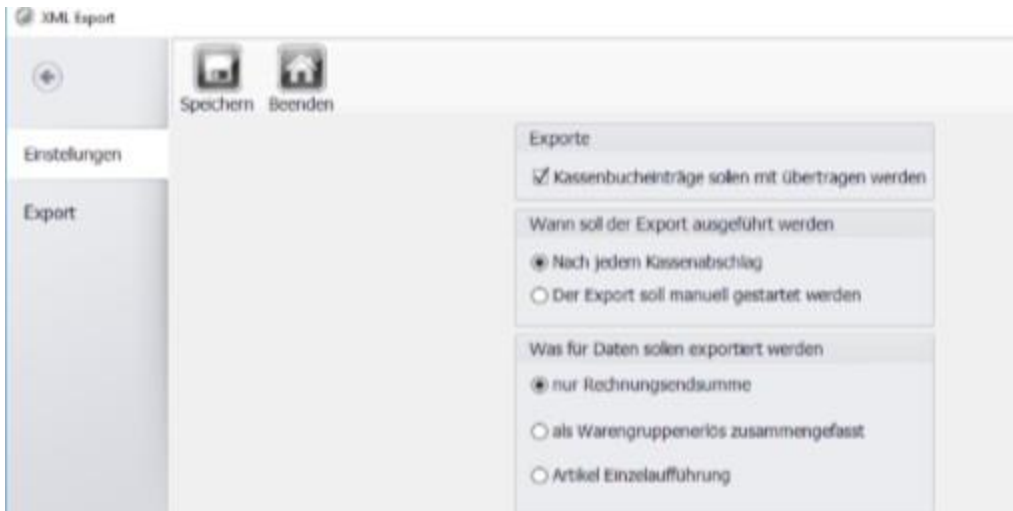 XML Export
Speichern Beenden
Einstellungen
Export
Exporte
Kassenbucheinträge sollen mit übertragen werden
Wann soll der Export ausgeführt werden
Nach jedem Kassenabschlag
Der Export soll manuell gestartet werden
Was für Daten sollen exportiert werden
nur Rechnungsendsumme
als Warengruppenerlös zusammengefasst
Artikel Einzelaufführung